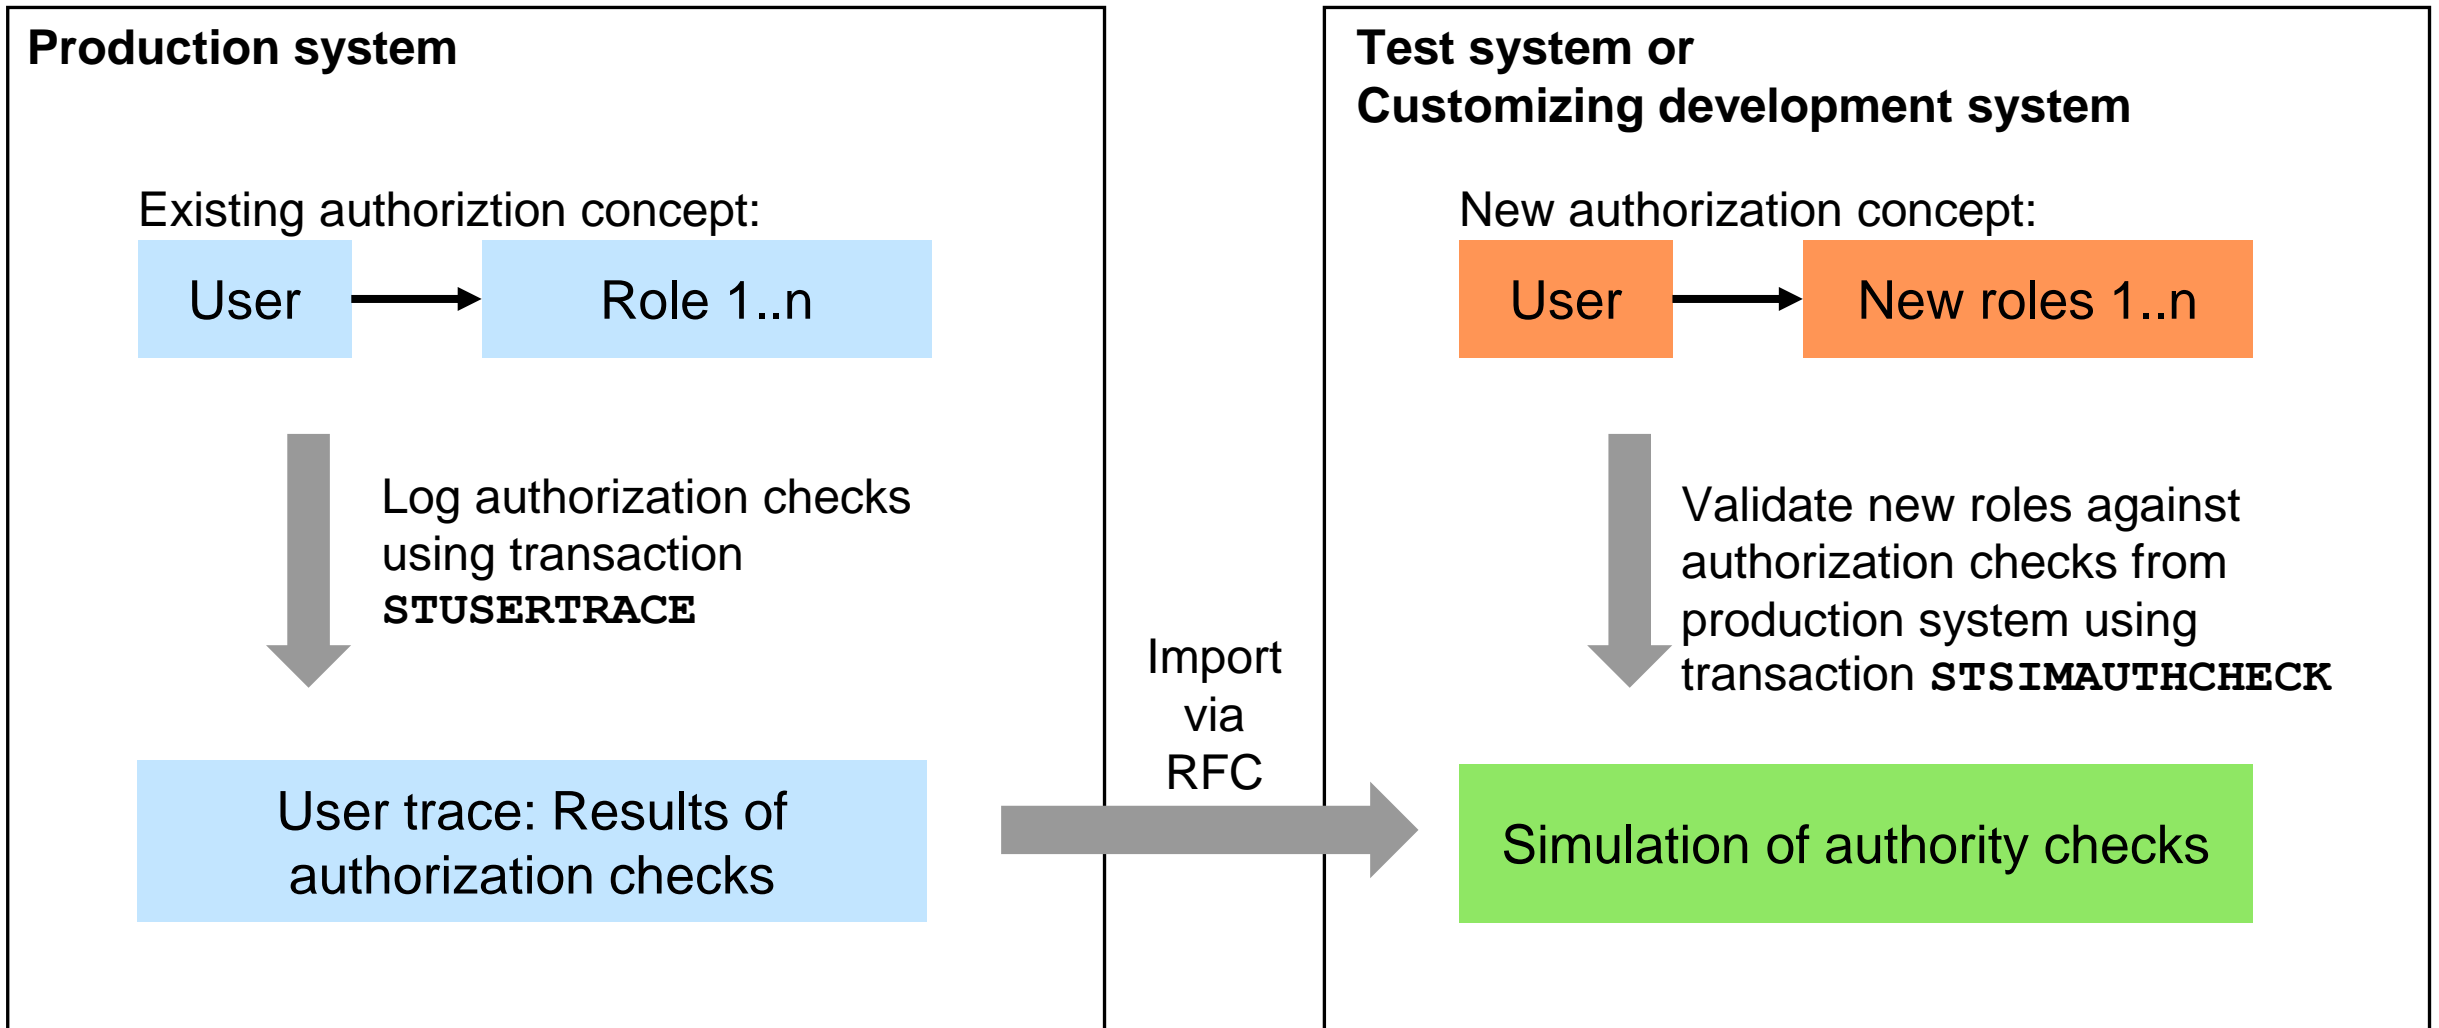 Production system
Existing authoriztion concept:
User
Role 1..n
Log authorization checks
using transaction
STUSERTRACE
User trace: Results of
authorization checks
Import
via
RFC
Test system or
Customizing development system
New authorization concept:
User
New roles 1..n
Validate new roles against
authorization checks from
production system using
transaction STSIMAUTHCHECK
Simulation of authority checks